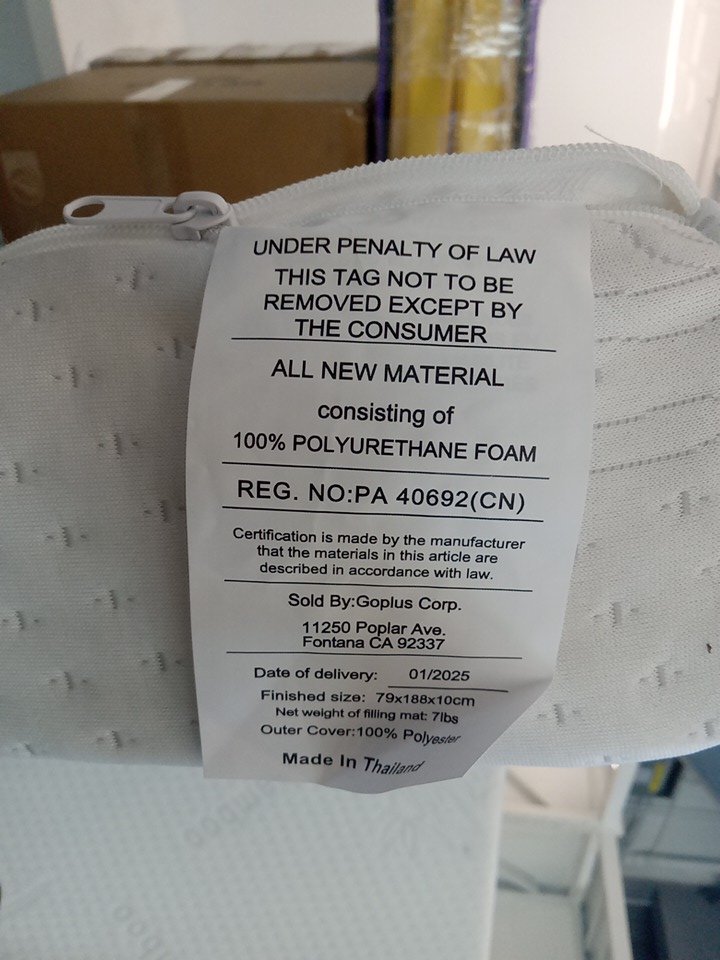 UNDER PENALTY OF LAW
THIS TAG NOT TO BE
REMOVED EXCEPT BY
THE CONSUMER
ALL NEW MATERIAL
consisting of
100% POLYURETHANE FOAM
REG. NO:PA 40692(CN)
Certification is made by the manufacturer
that the materials in this article are
described in accordance with law.
Sold By:Goplus Corp.
11250 Poplar Ave.
Fontana CA 92337
Date of delivery: 01/2025
Finished size: 79x188x10cm
Net weight of filling mat: 7lbs
Outer Cover:100% Polyester
Made In Thailand